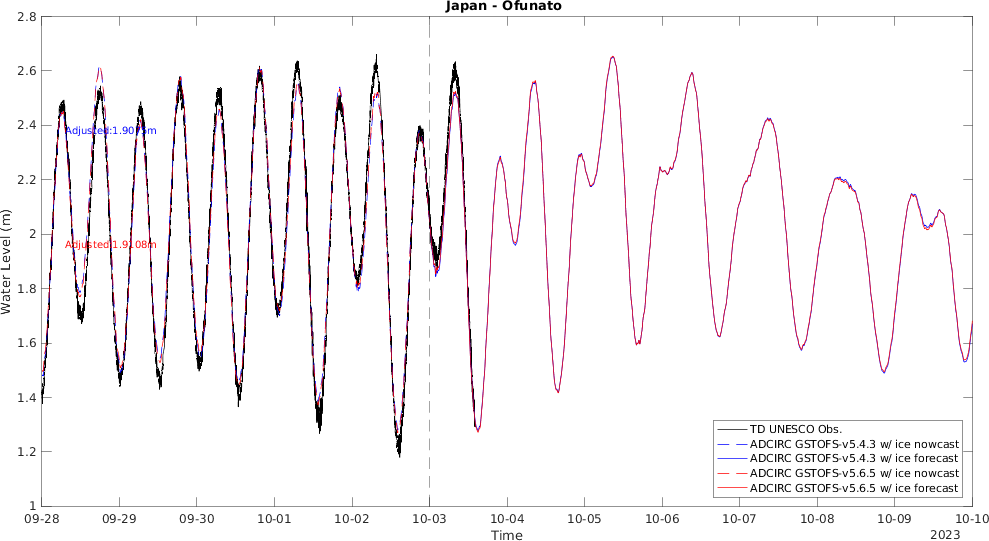 Japan - Ofunato
2.8
2.6
2.4
2.2
2
1.8
1.6
1.4
1.2
1
Water Level (m)
Adjusted:1.9108m
TD UNESCO Obs.
ADCIRC GSTOFS-v5.4.3 w/ ice nowcast
ADCIRC GSTOFS-v5.4.3 w/ ice forecast
ADCIRC GSTOFS-v5.6.5 w/ ice nowcast
ADCIRC GSTOFS-v5.6.5 w/ ice forecast
09-28 09-29 09-30 10-01 10-02 10-03 10-04 10-05 10-06 10-07 10-08 10-09 10-10
Time
2023